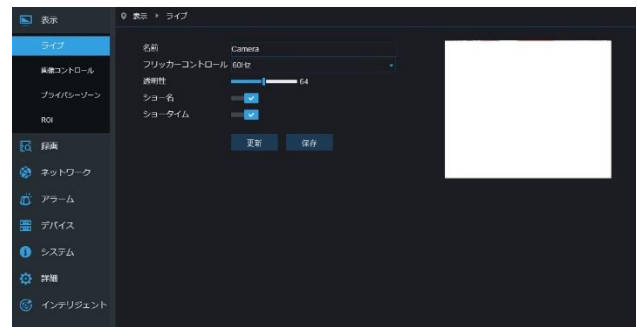 表示
ライブ
画像コントロール
プライバシーゾーン
ROI
録画
ネットワーク
アラーム
デバイス
システム
詳細
インテリジェント
表示 ‣ ライブ
名前 Camera
フリッカーコントロール 60Hz
透明性 64
ショー名
ショータイム
更新 保存